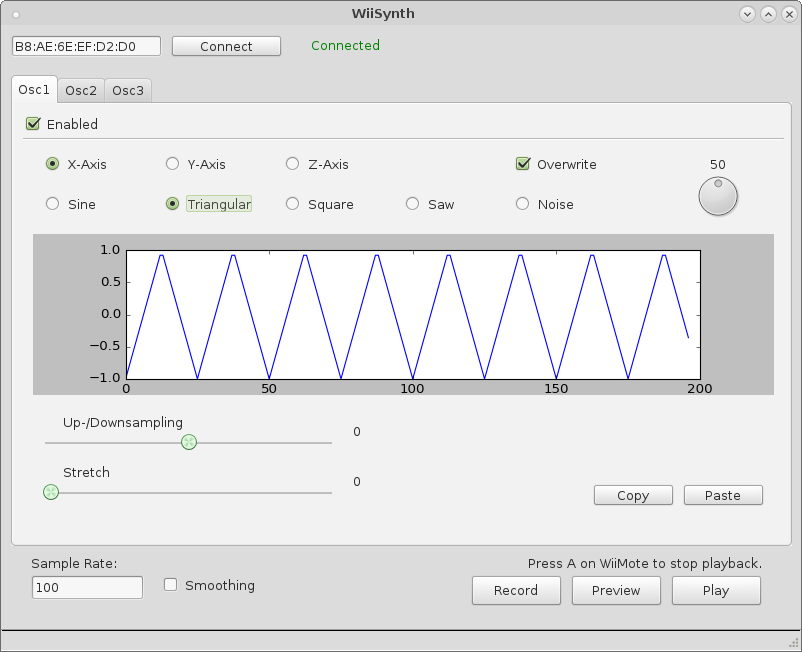 WiiSynth
B8:AE:6E:EF:D2:D0 Connect Connected
Osc1 Osc2 Osc3
Enabled
X-Axis Y-Axis Z-Axis Overwrite 50
Sine Triangular Square Saw Noise
1.0
0.5
0.0
−0.5
−1.0
0 50 100 150 200
Up-/Downsampling
0
Stretch
0
Copy Paste
Sample Rate: Press A on WiiMote to stop playback.
100 Smoothing Record Preview Play